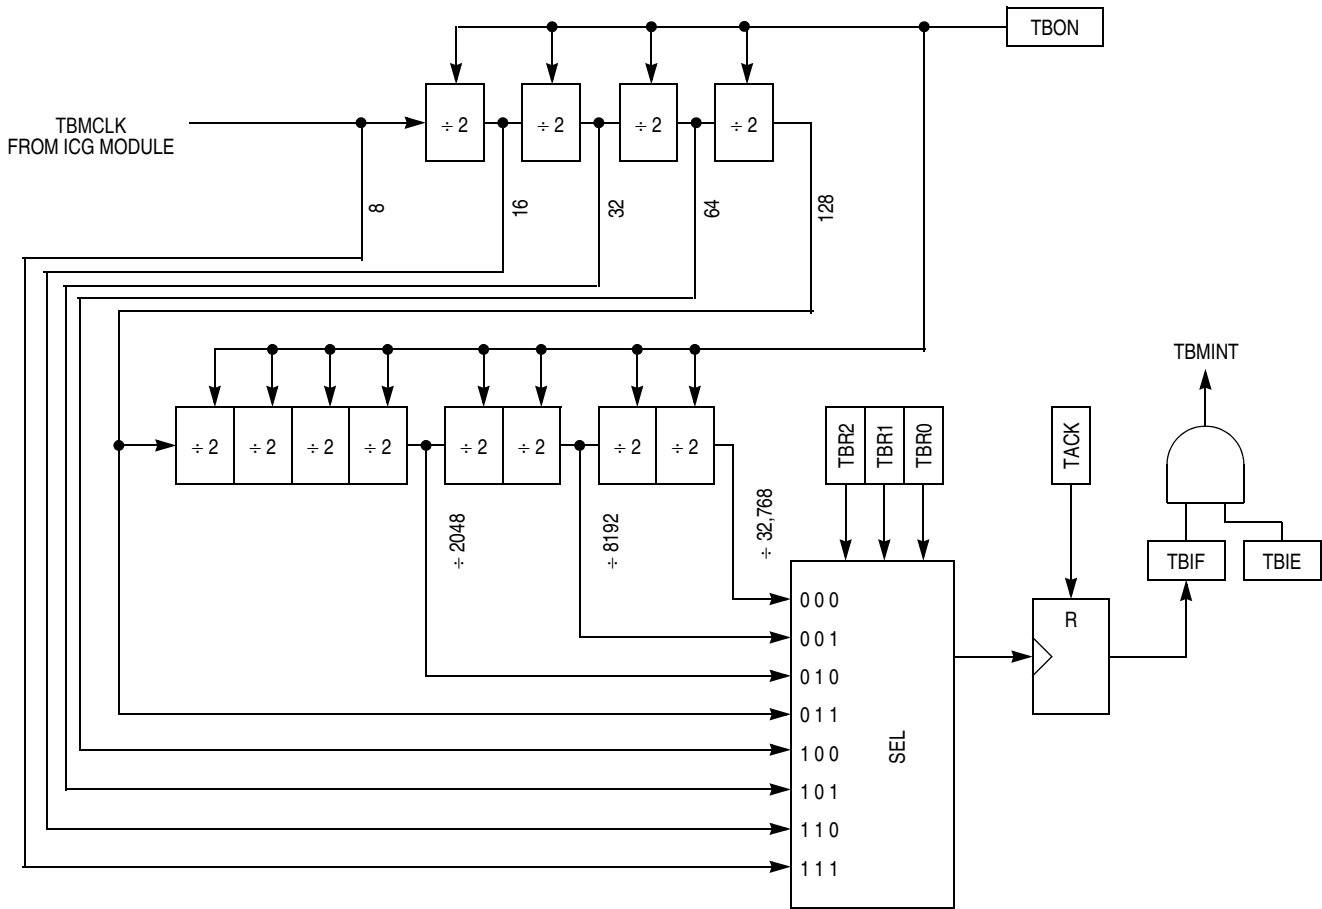 TBON
TBMCLK
FROM ICG MODULE
÷ 2
÷ 2
÷ 2
÷ 2
8
16
32
64
128
TBMINT
÷ 2
÷ 2
÷ 2
÷ 2
÷ 2
÷ 2
÷ 2
÷ 2
TBR2
TBR1
TBR0
TACK
÷ 2048
÷ 8192
÷ 32,768
TBIF
TBIE
0 0 0
0 0 1
0 1 0
0 1 1
1 0 0
1 0 1
1 1 0
1 1 1
SEL
R